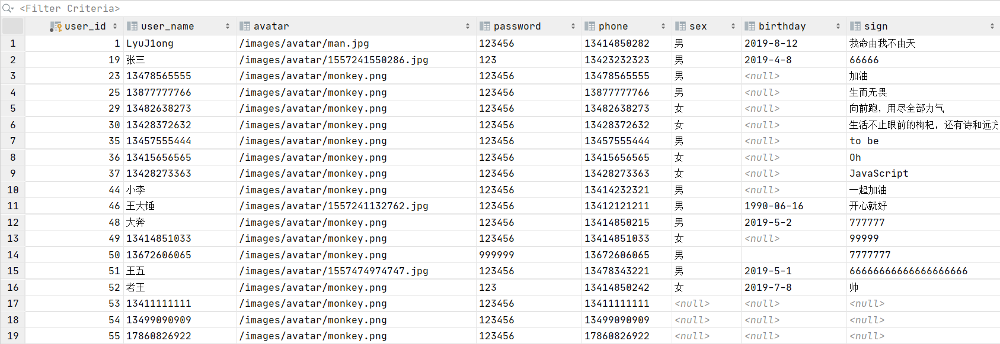 <Filter Criteria>
user_id user_name avatar password phone sex birthday sign
1 1 LyuJ1ong /images/avatar/man.jpg 123456 13414850282 男 2019-8-12 我命由我不由天
2 19 张三 /images/avatar/1557241550286.jpg 123 13423232323 男 2019-4-8 66666
3 23 13478565555 /images/avatar/monkey.png 123456 13478565555 男 <null> 加油
4 25 13877777766 /images/avatar/monkey.png 123456 13877777766 男 <null> 生而无畏
5 29 13482638273 /images/avatar/monkey.png 123456 13482638273 女 <null> 向前跑，用尽全部力气
6 30 13428372632 /images/avatar/monkey.png 123456 13428372632 女 <null> 生活不止眼前的枸杞，还有诗和远方
7 35 13457555444 /images/avatar/monkey.png 123456 13457555444 男 <null> to be
8 36 13415656565 /images/avatar/monkey.png 123456 13415656565 女 <null> Oh
9 37 13428273363 /images/avatar/monkey.png 123456 13428273363 女 <null> JavaScript
10 44 小李 /images/avatar/monkey.png 123456 13414232321 男 <null> 一起加油
11 46 王大锤 /images/avatar/1557241132762.jpg 123456 13412121211 男 1990-06-16 开心就好
12 48 大奔 /images/avatar/monkey.png 123456 13414850215 男 2019-5-2 777777
13 49 13414851033 /images/avatar/monkey.png 123456 13414851033 女 <null> 99999
14 50 13672606065 /images/avatar/monkey.png 999999 13672606065 男 7777777
15 51 王五 /images/avatar/1557474974747.jpg 123456 13478343221 男 2019-5-1 66666666666666666666
16 52 老王 /images/avatar/monkey.png 123 13414850242 女 2019-7-8 帅
17 53 13411111111 /images/avatar/monkey.png 123456 13411111111 <null> <null> <null>
18 54 13499090909 /images/avatar/monkey.png 123456 13499090909 <null> <null> <null>
19 55 17860826922 /images/avatar/monkey.png 123456 17860826922 <null> <null> <null>